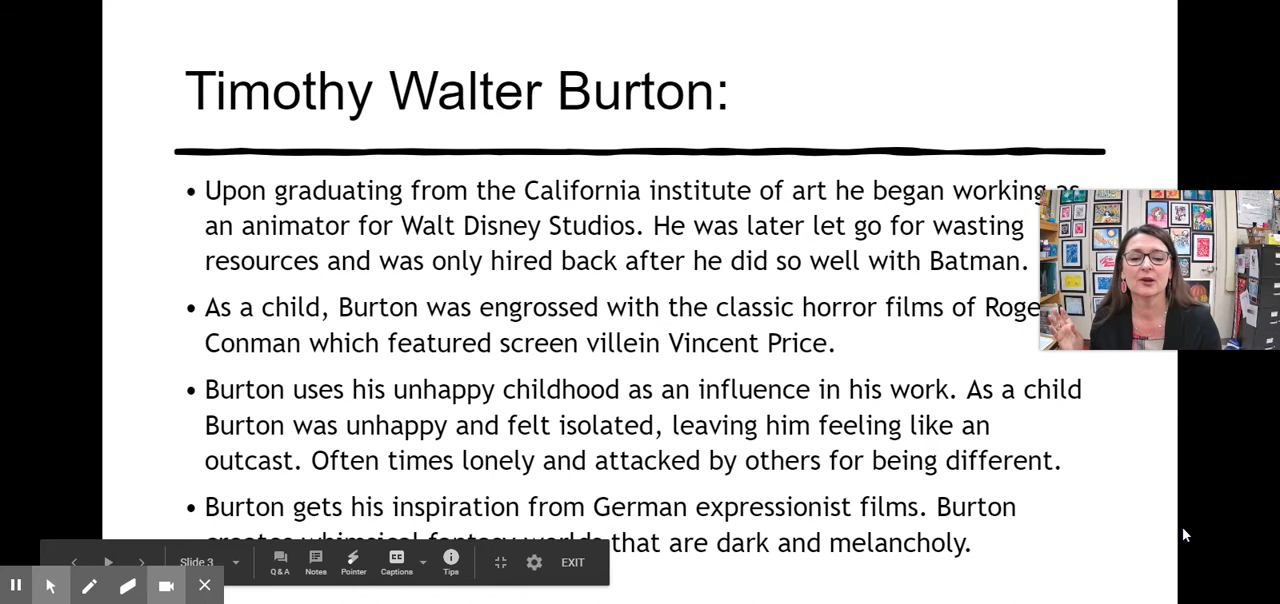 Timothy Walter Burton:
• Upon graduating from the California institute of art he began working as
an animator for Walt Disney Studios. He was later let go for wasting
resources and was only hired back after he did so well with Batman.
• As a child, Burton was engrossed with the classic horror films of Roge
Conman which featured screen villein Vincent Price.
• Burton uses his unhappy childhood as an influence in his work. As a child
Burton was unhappy and felt isolated, leaving him feeling like an
outcast. Often times lonely and attacked by others for being different.
• Burton gets his inspiration from German expressionist films. Burton
creates whimsical fantasy worlds that are dark and melancholy.
Slide 3
Q&A
Notes
Pointer
CC
Captions
Tips
EXIT